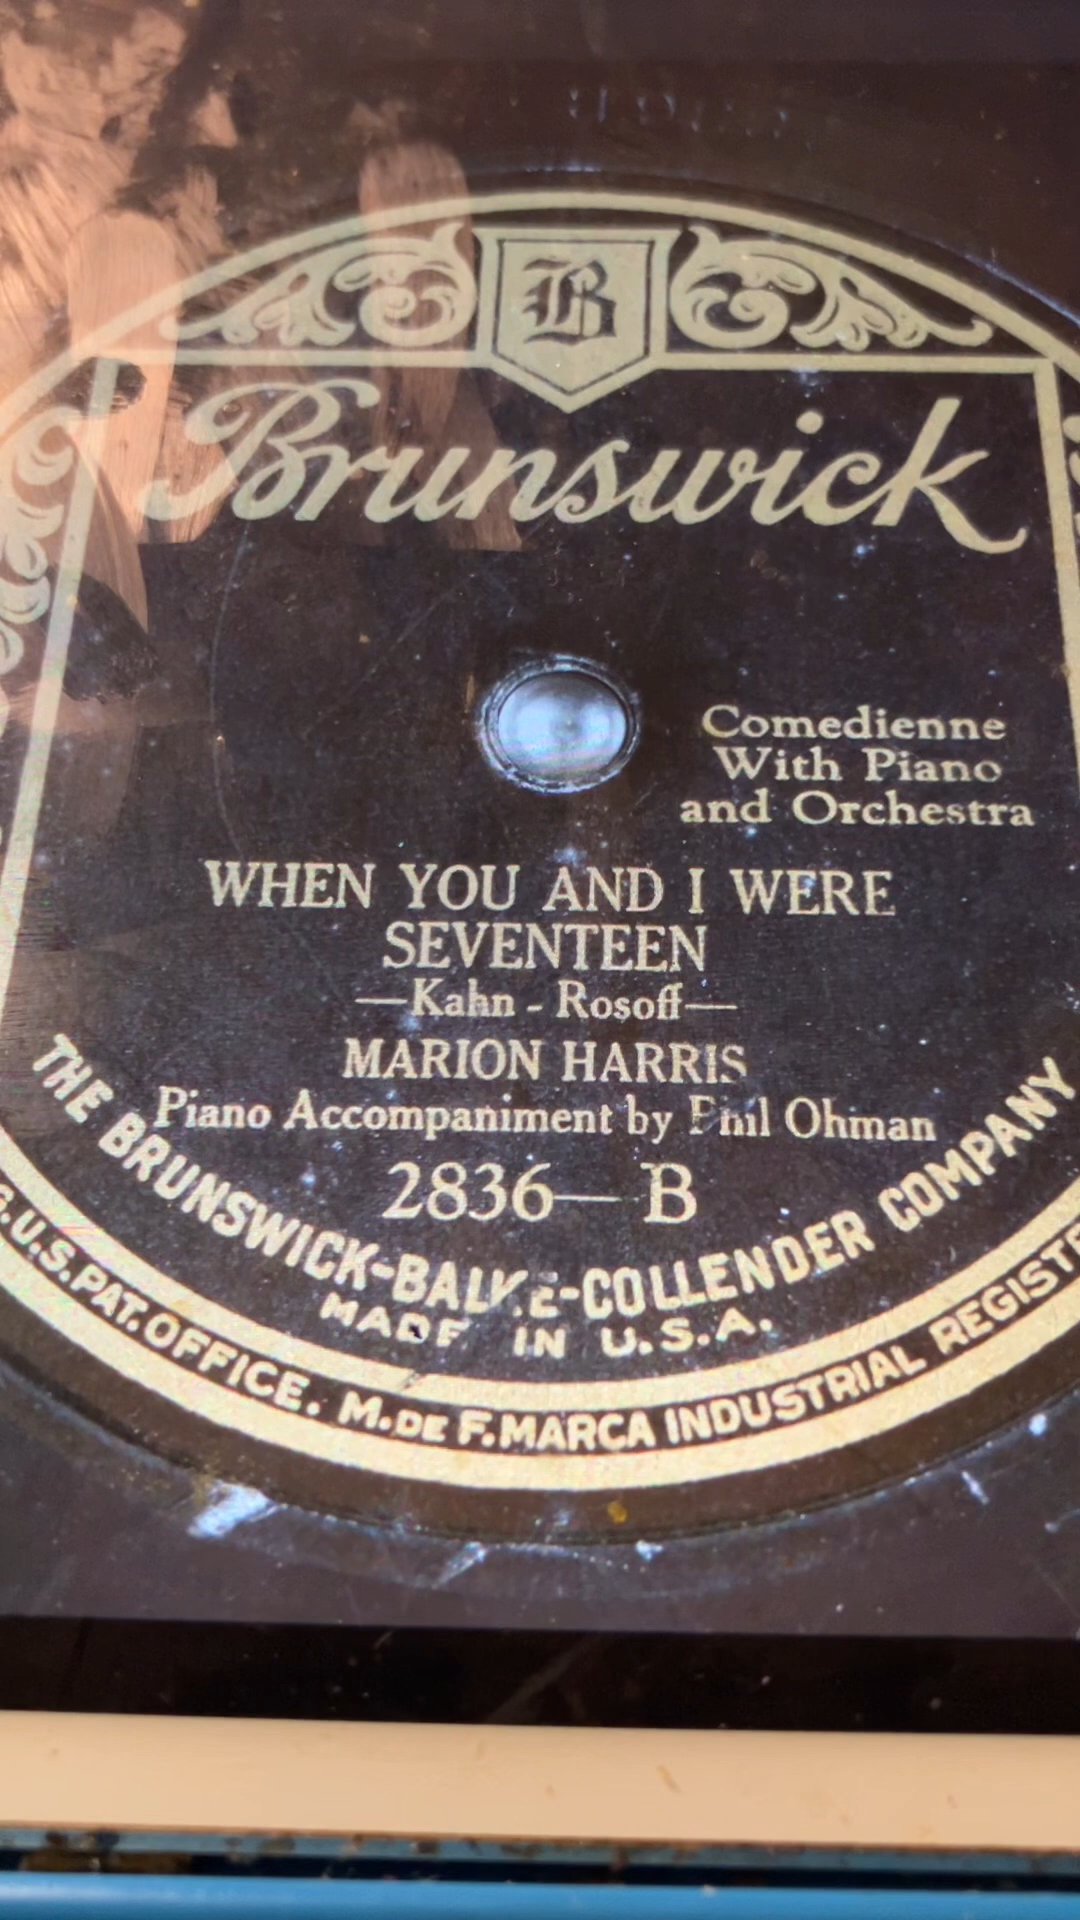 B
Brunswick
Comedienne
With Piano
and Orchestra
WHEN YOU AND I WERE
SEVENTEEN
—Kahn - Rosoff—
MARION HARRIS
Piano Accompaniment by Phil Ohman
2836— B
THE BRUNSWICK-BALKE-COLLENDER COMPANY
MADE IN U.S.A.
U.S.PAT.OFFICE. M.DE F.MARCA INDUSTRIAL